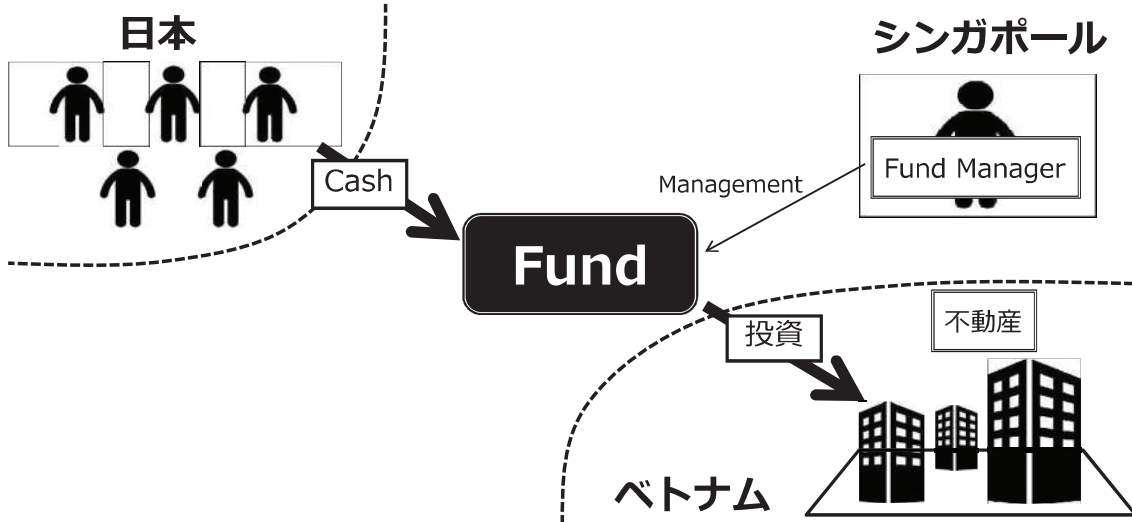 日本
シンガポール
Fund Manager
Cash
Management
Fund
投資
不動産
ベトナム